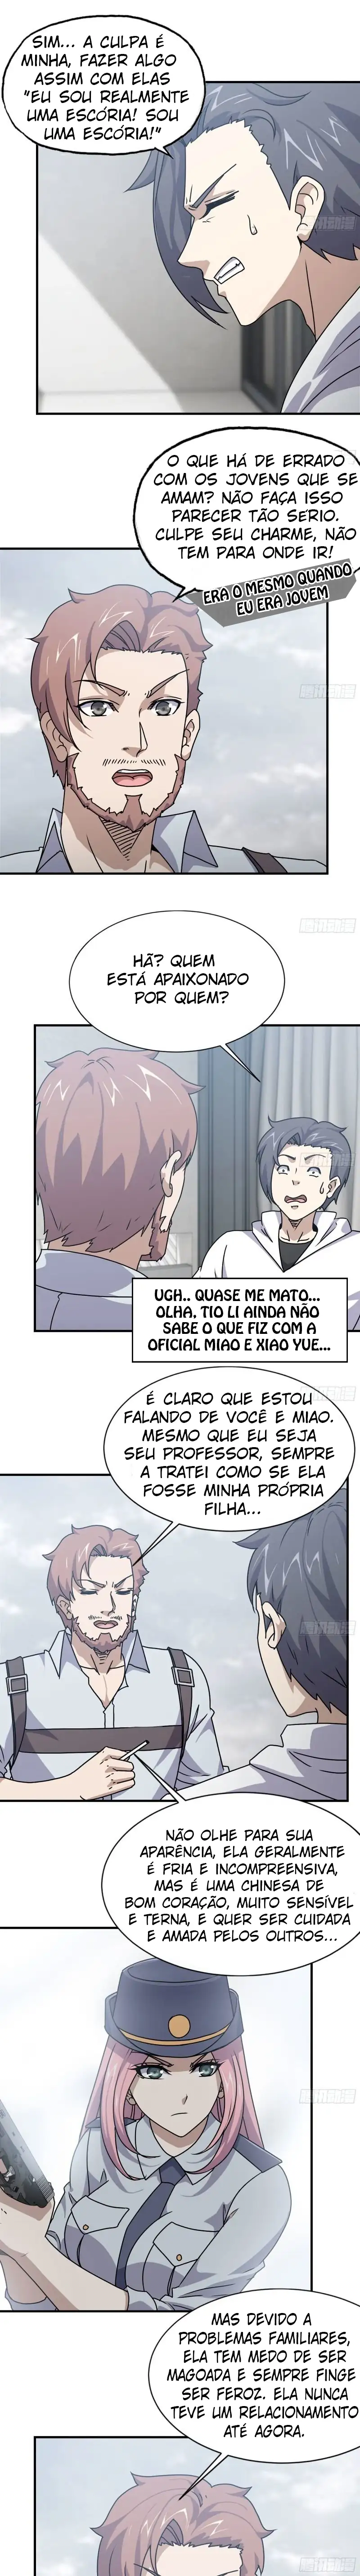 SIM... A CULPA É
MINHA, FAZER ALGO
ASSIM COM ELAS
"EU SOU REALMENTE
UMA ESCÓRIA! SOU
UMA ESCÓRIA!"
O QUE HÁ DE ERRADO
COM OS JOVENS QUE SE
AMAM? NÃO FAÇA ISSO
PARECER TÃO SÉRIO.
CULPE SEU CHARME, NÃO
TEM PARA ONDE IR!
ERA O MESMO QUANDO
EU ERA JOVEM
HÃ? QUEM
ESTÁ APAIXONADO
POR QUEM?
UGH.. QUASE ME MATO...
OLHA, TIO LI AINDA NÃO
SABE O QUE FIZ COM A
OFICIAL MIAO E XIAO YUE...
É CLARO QUE ESTOU
FALANDO DE VOCÊ E MIAO.
MESMO QUE EU SEJA
SEU PROFESSOR, SEMPRE
A TRATEI COMO SE ELA
FOSSE MINHA PRÓPRIA
FILHA...
NÃO OLHE PARA SUA
APARÊNCIA, ELA GERALMENTE
É FRIA E INCOMPREENSIVA,
MAS É UMA CHINESA DE
BOM CORAÇÃO, MUITO SENSÍVEL
E TERNA, E QUER SER CUIDADA
E AMADA PELOS OUTROS...
MAS DEVIDO A
PROBLEMAS FAMILIARES,
ELA TEM MEDO DE SER
MAGOADA E SEMPRE FINGE
SER FEROZ. ELA NUNCA
TEVE UM RELACIONAMENTO
ATÉ AGORA.